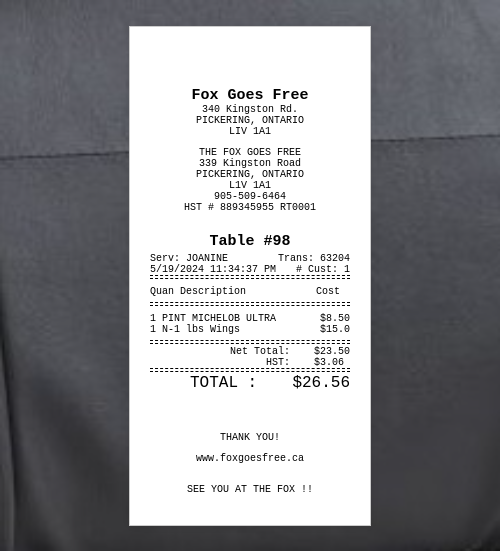 Fox Goes Free
340 Kingston Rd.
PICKERING, ONTARIO
LIV 1A1
THE FOX GOES FREE
339 Kingston Road
PICKERING, ONTARIO
L1V 1A1
905-509-6464
HST # 889345955 RT0001
Table #98
Serv: JOANINE Trans: 63204
5/19/2024 11:34:37 PM # Cust: 1
Quan Description Cost
1 PINT MICHELOB ULTRA $8.50
1 N-1 lbs Wings $15.0
Net Total: $23.50
HST: $3.06
TOTAL : $26.56
THANK YOU!
www.foxgoesfree.ca
SEE YOU AT THE FOX !!